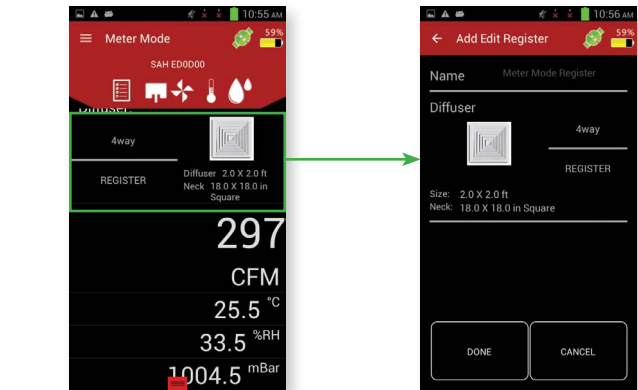 10:55 AM
Meter Mode
59%
SAH ED0D00
Diffuser:
4way
REGISTER
Diffuser 2.0 X 2.0 ft
Neck 18.0 X 18.0 in
Square
297
CFM
25.5 °C
33.5 %RH
1004.5 mBar
10:56 AM
Add Edit Register
59%
Name Meter Mode Register
Diffuser
4way
REGISTER
Size: 2.0 X 2.0 ft
Neck: 18.0 X 18.0 in Square
DONE CANCEL